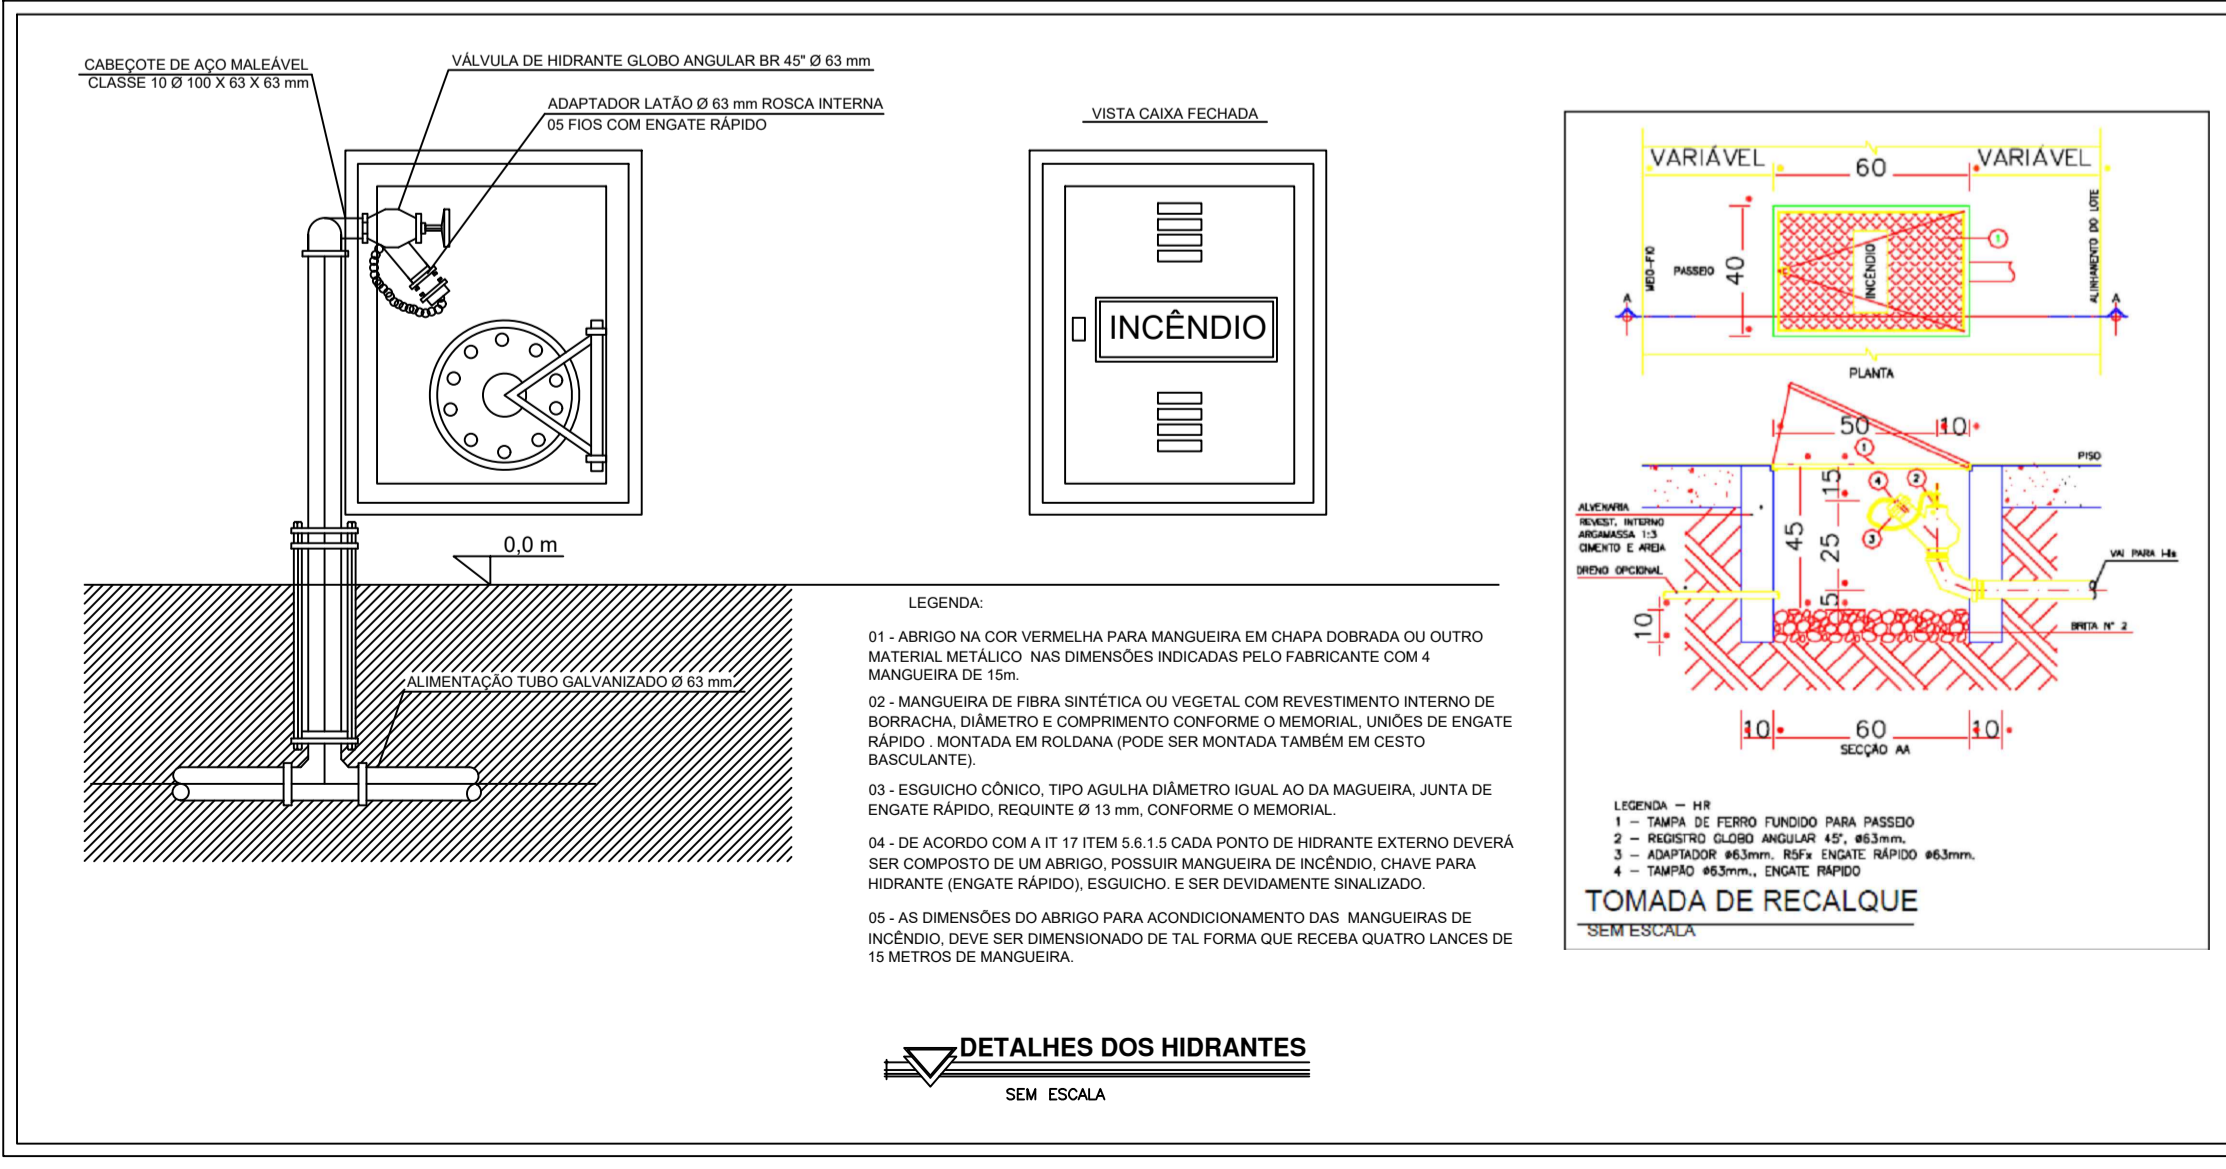 CABEÇOTE DE AÇO MALEÁVEL
CLASSE 10 Ø 100 X 63 X 63 mm
VÁLVULA DE HIDRANTE GLOBO ANGULAR BR 45" Ø 63 mm
ADAPTADOR LATÃO Ø 63 mm ROSCA INTERNA
05 FIOS COM ENGATE RÁPIDO
VISTA CAIXA FECHADA
INCÊNDIO
0,0 m
ALIMENTAÇÃO TUBO GALVANIZADO Ø 63 mm
LEGENDA:
01 - ABRIGO NA COR VERMELHA PARA MANGUEIRA EM CHAPA DOBRADA OU OUTRO
MATERIAL METÁLICO NAS DIMENSÕES INDICADAS PELO FABRICANTE COM 4
MANGUEIRA DE 15m.
02 - MANGUEIRA DE FIBRA SINTÉTICA OU VEGETAL COM REVESTIMENTO INTERNO DE
BORRACHA, DIÂMETRO E COMPRIMENTO CONFORME O MEMORIAL, UNIÕES DE ENGATE
RÁPIDO . MONTADA EM ROLDANA (PODE SER MONTADA TAMBÉM EM CESTO
BASCULANTE).
03 - ESGUICHO CÔNICO, TIPO AGULHA DIÂMETRO IGUAL AO DA MAGUEIRA, JUNTA DE
ENGATE RÁPIDO, REQUINTE Ø 13 mm, CONFORME O MEMORIAL.
04 - DE ACORDO COM A IT 17 ITEM 5.6.1.5 CADA PONTO DE HIDRANTE EXTERNO DEVERÁ
SER COMPOSTO DE UM ABRIGO, POSSUIR MANGUEIRA DE INCÊNDIO, CHAVE PARA
HIDRANTE (ENGATE RÁPIDO), ESGUICHO. E SER DEVIDAMENTE SINALIZADO.
05 - AS DIMENSÕES DO ABRIGO PARA ACONDICIONAMENTO DAS MANGUEIRAS DE
INCÊNDIO, DEVE SER DIMENSIONADO DE TAL FORMA QUE RECEBA QUATRO LANCES DE
15 METROS DE MANGUEIRA.
DETALHES DOS HIDRANTES
SEM ESCALA
VARIÁVEL
60
VARIÁVEL
MEIO-FIO
PASSEIO
40
INCÊNDIO
1
ALINHAMENTO DO LOTE
A
A
PLANTA
50
10
1
PISO
15
4
2
ALVENARIA
REVEST. INTERNO
ARGAMASSA 1:3
CIMENTO E AREIA
45
25
3
VAI PARA Hs
DRENO OPCIONAL
5
10
BRITA N° 2
10
60
10
SECÇÃO AA
LEGENDA - HR
1 - TAMPA DE FERRO FUNDIDO PARA PASSEIO
2 - REGISTRO GLOBO ANGULAR 45°, ø63mm.
3 - ADAPTADOR ø63mm. R5Fx ENGATE RÁPIDO ø63mm.
4 - TAMPÃO ø63mm., ENGATE RÁPIDO
TOMADA DE RECALQUE
SEM ESCALA